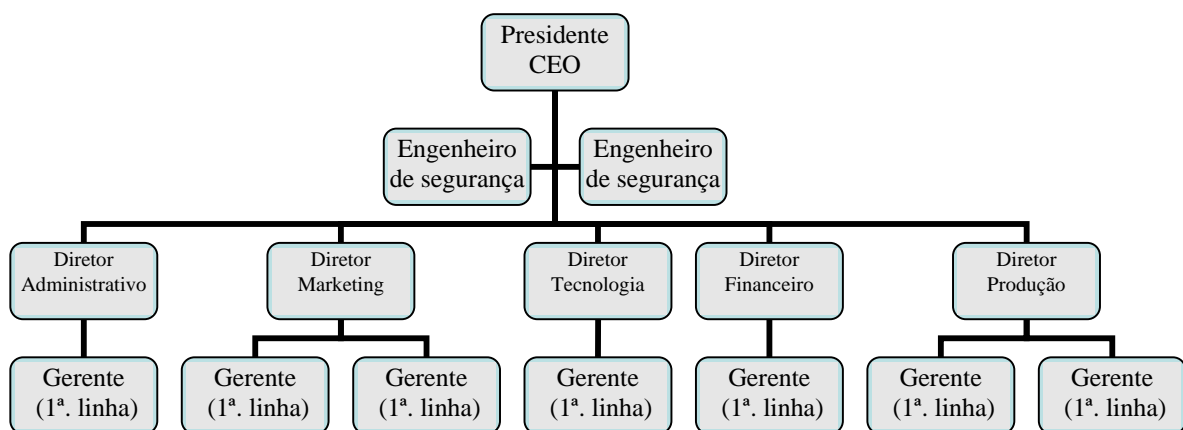 Presidente
CEO
Engenheiro
de segurança
Engenheiro
de segurança
Diretor
Administrativo
Diretor
Marketing
Diretor
Tecnologia
Diretor
Financeiro
Diretor
Produção
Gerente
(1ª. linha)
Gerente
(1ª. linha)
Gerente
(1ª. linha)
Gerente
(1ª. linha)
Gerente
(1ª. linha)
Gerente
(1ª. linha)
Gerente
(1ª. linha)